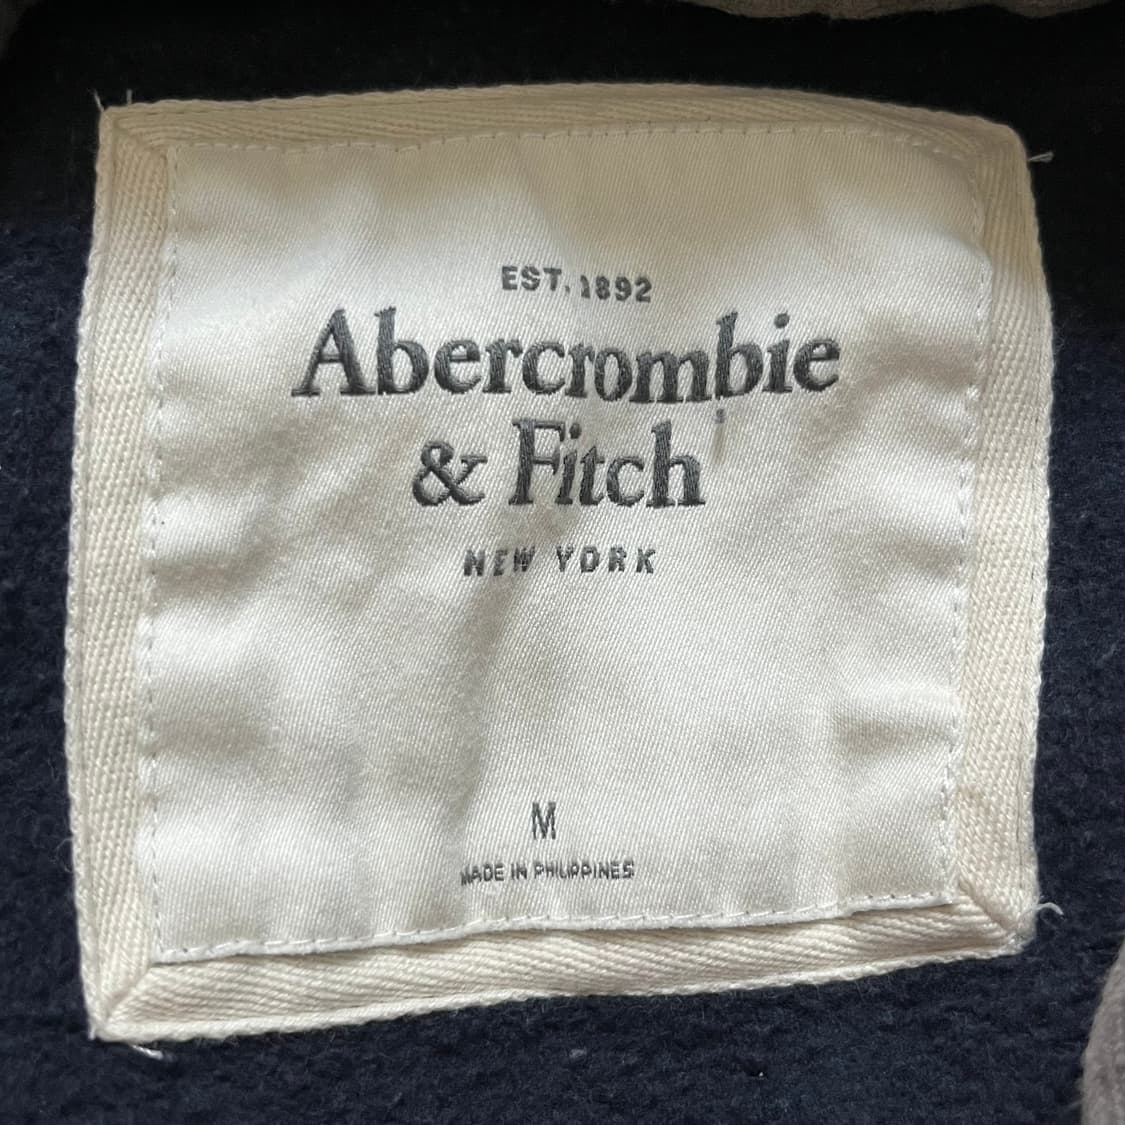 EST. 1892
Abercrombie
& Fitch
NEW YORK
M
MADE IN PHILIPPINES